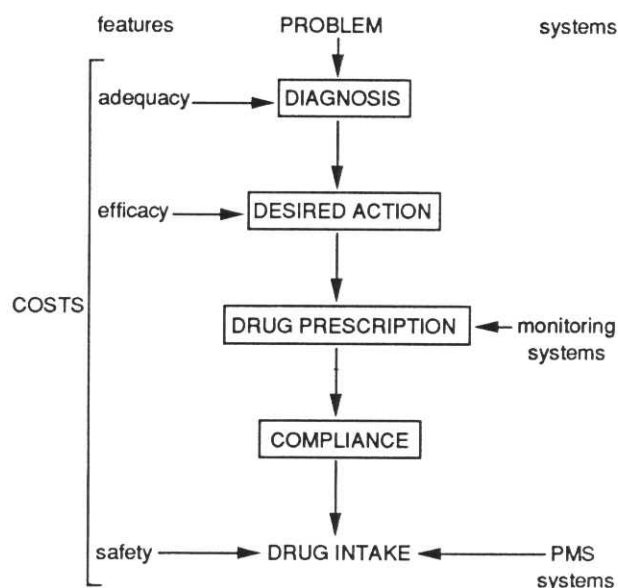 features PROBLEM systems
adequacy DIAGNOSIS
efficacy DESIRED ACTION
COSTS
DRUG PRESCRIPTION monitoring
systems
COMPLIANCE
safety DRUG INTAKE PMS
systems